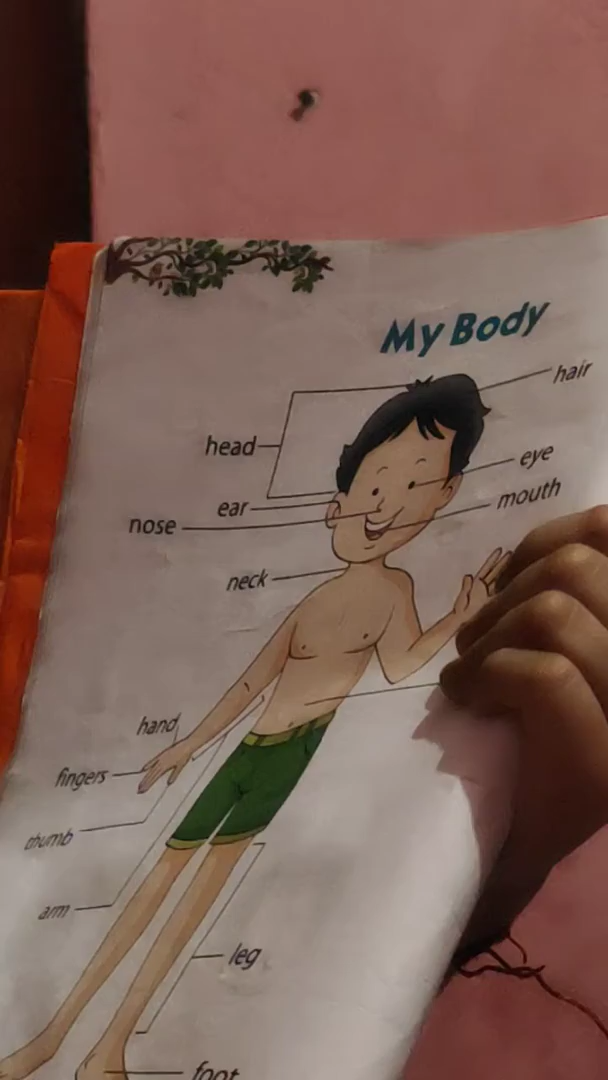 My Body
hair
head
eye
mouth
ear
nose
neck
hand
fingers
thumb
arm
leg
foot